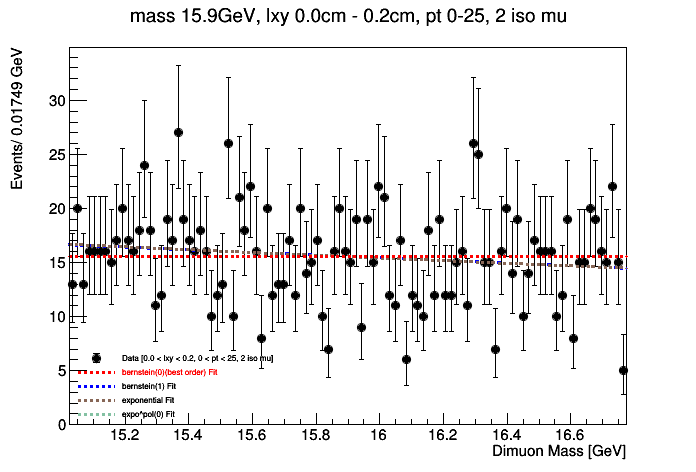 mass 15.9GeV, lxy 0.0cm - 0.2cm, pt 0-25, 2 iso mu
Events/ 0.01749 GeV
30
25
20
15
10
5
0
Data [0.0 < lxy < 0.2, 0 < pt < 25, 2 iso mu]
bernstein(0)(best order) Fit
bernstein(1) Fit
exponential Fit
expo*pol(0) Fit
15.2 15.4 15.6 15.8 16 16.2 16.4 16.6
Dimuon Mass [GeV]